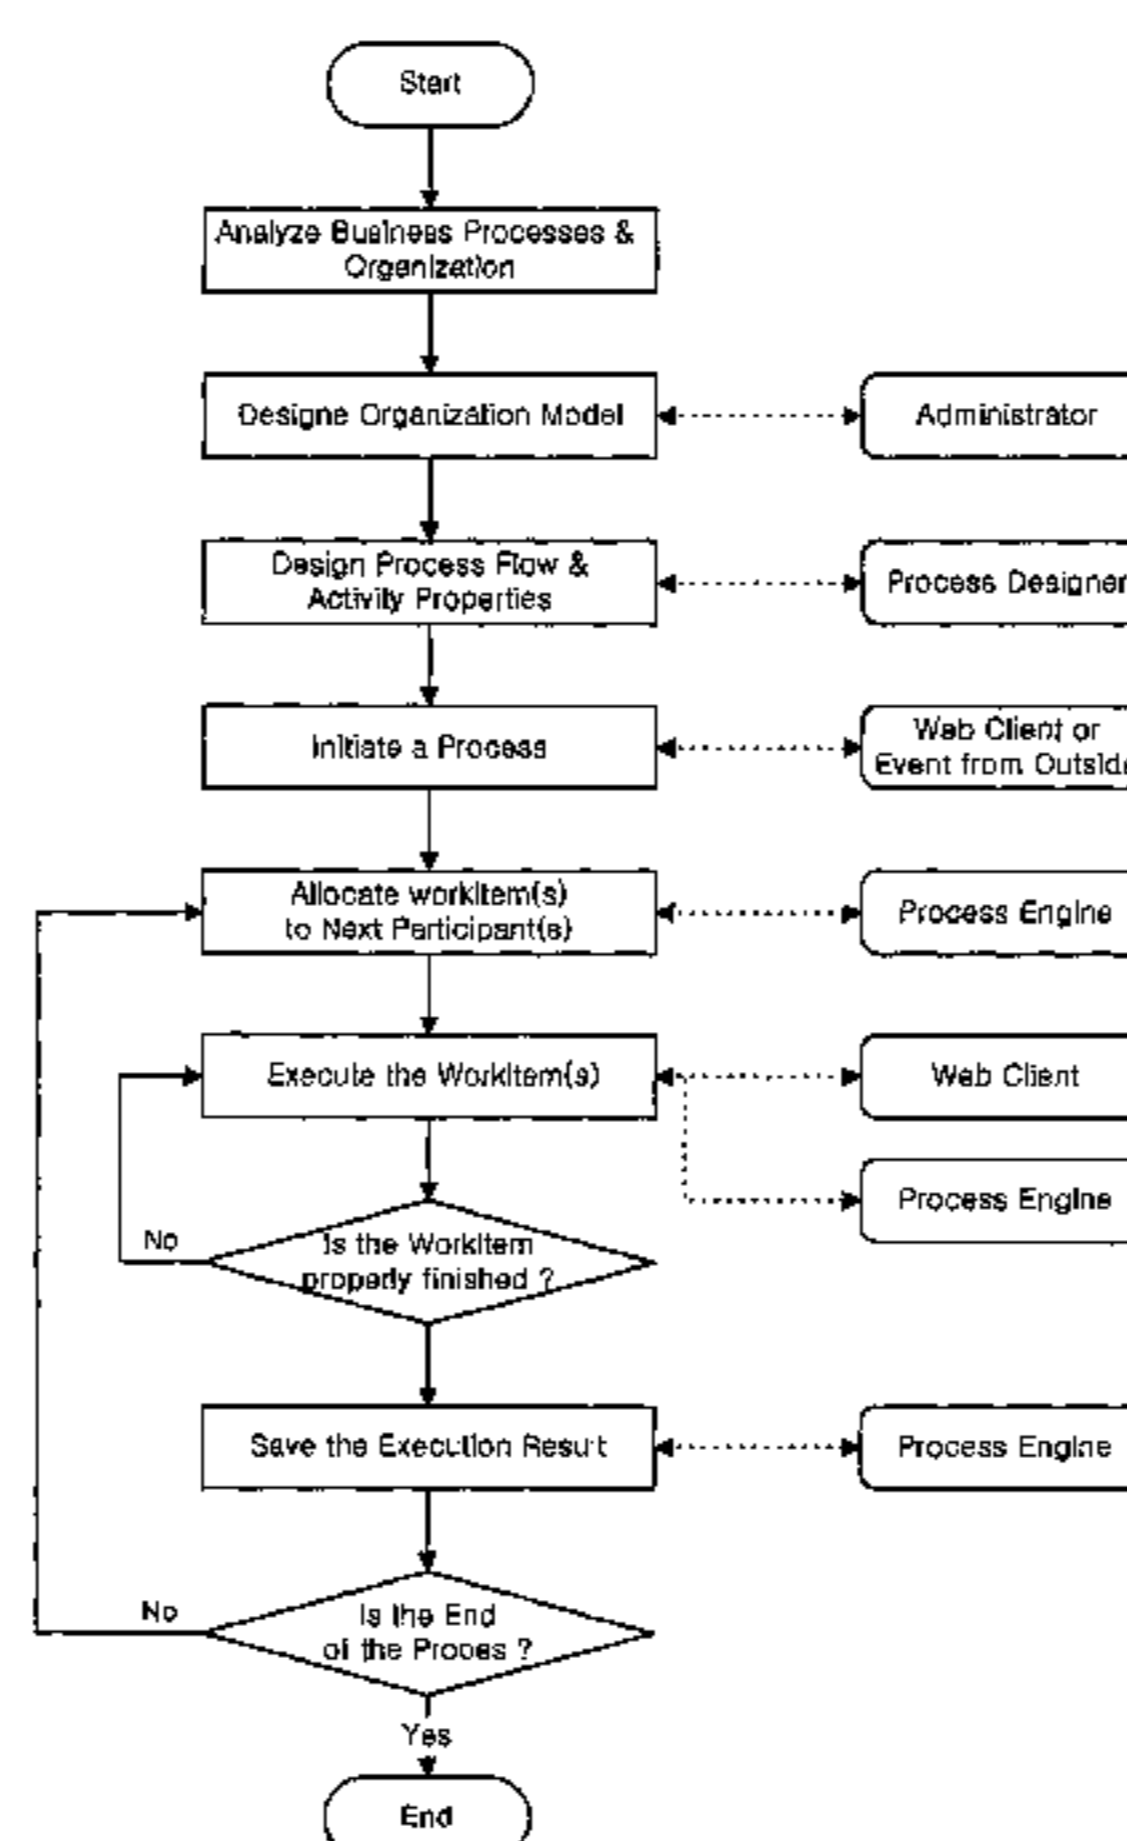 Start
Analyze Business Processes &
Organization
Designe Organization Model
Administrator
Design Process Flow &
Activity Properties
Process Designer
Initiate a Process
Web Client or
Event from Outside
Allocate workitem(s)
to Next Participant(s)
Process Engine
Execute the WorkItem(s)
Web Client
Process Engine
No
Is the WorkItem
properly finished ?
Save the Execution Result
Process Engine
No
Is the End
of the Proces ?
Yes
End